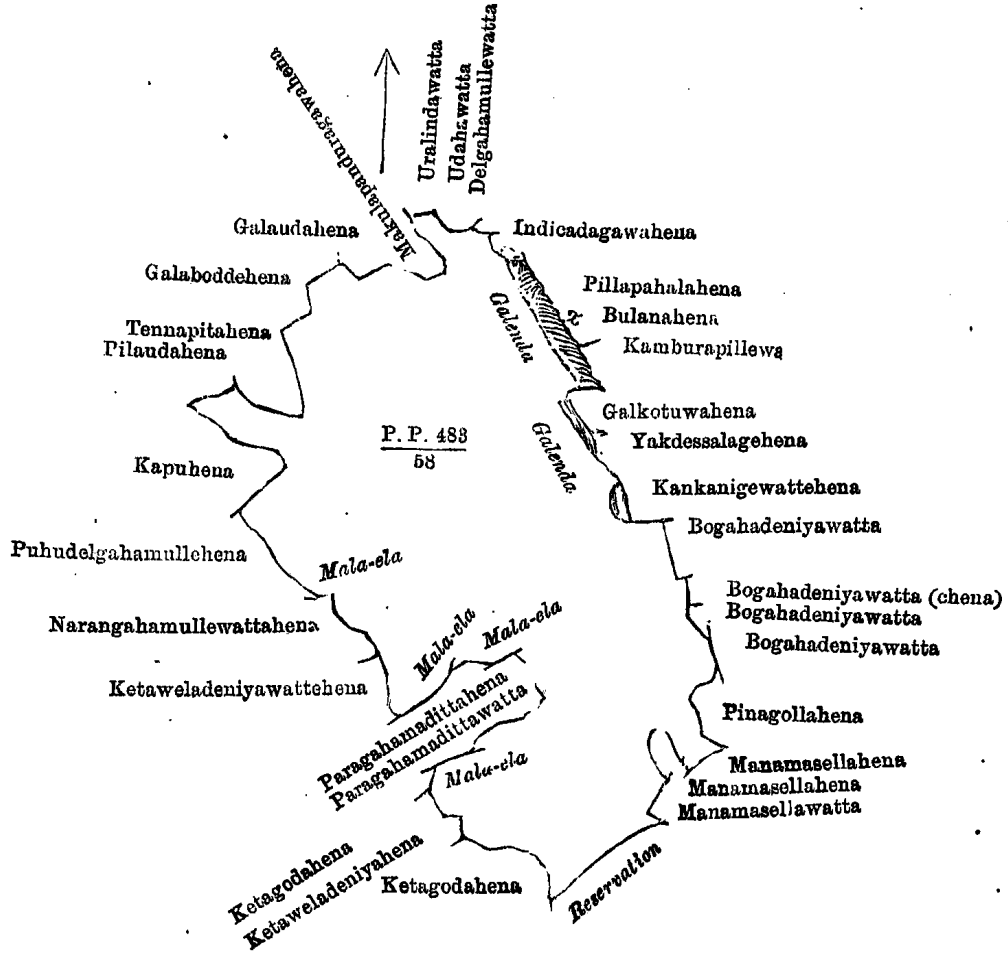 Makulapanduragawahena
Uralindawatta
Udahawatta
Delgahamullewatta
Galaudahena
Indicadagawahena
Galaboddehena
Pillapahalahena
Galenda
Bulanahena
Tennapitahena
Kamburapillewa
Pilaudahena
Galkotuwahena
P. P. 483
58
Galenda
Yakdessalagehena
Kapuhena
Kankanigewattehena
Bogahadeniyawatta
Puhudelgahamullehena
Mala-ela
Bogahadeniyawatta (chena)
Bogahadeniyawatta
Narangahamullewattahena
Mala-ela
Mala-ela
Bogahadeniyawatta
Ketaweladeniyawattehena
Paragahamadittahena
Paragahamadittawatta
Pinagollahena
Mala-ela
Manamasellahena
Manamasellahena
Manamasellawatta
Ketagodahena
Ketaweladeniyahena
Ketagodahena
Reservation